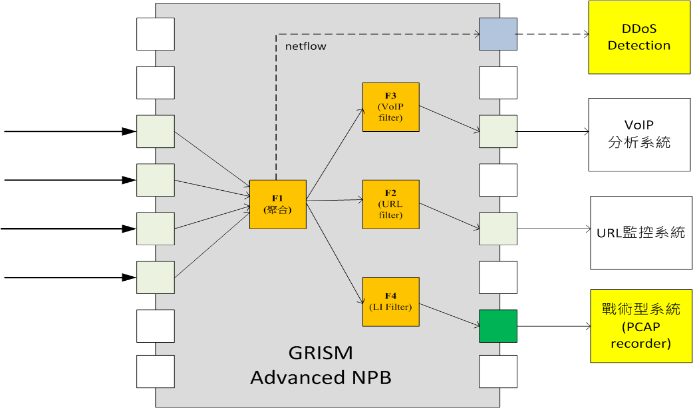 netflow
DDoS
Detection
F3
(VoIP
filter)
VoIP
分析系統
F1
(聚合)
F2
(URL
filter)
URL監控系統
F4
(LI Filter)
戰術型系統
(PCAP
recorder)
GRISM
Advanced NPB